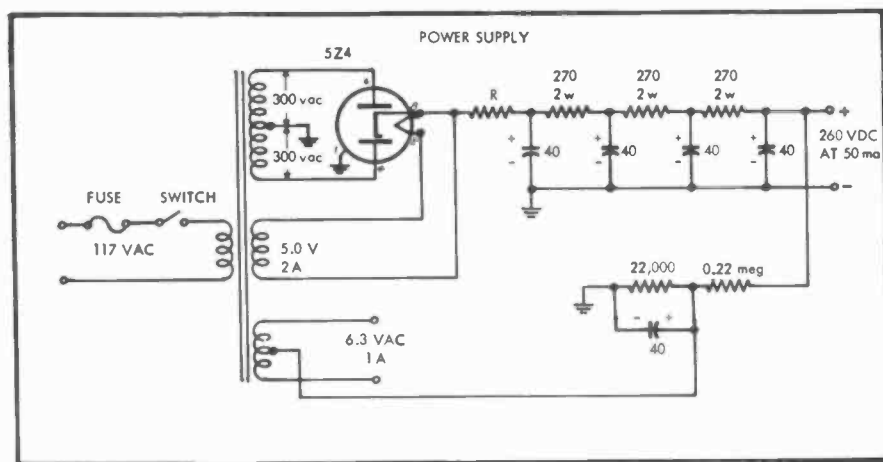 POWER SUPPLY
5Z4
300 vac
300 vac
R
270
2 w
270
2 w
270
2 w
+
40
-
+
40
-
+
40
-
+
40
-
+
260 VDC
AT 50 ma
-
FUSE
SWITCH
117 VAC
5.0 V
2 A
6.3 VAC
1 A
22,000
0.22 meg
-
+
40